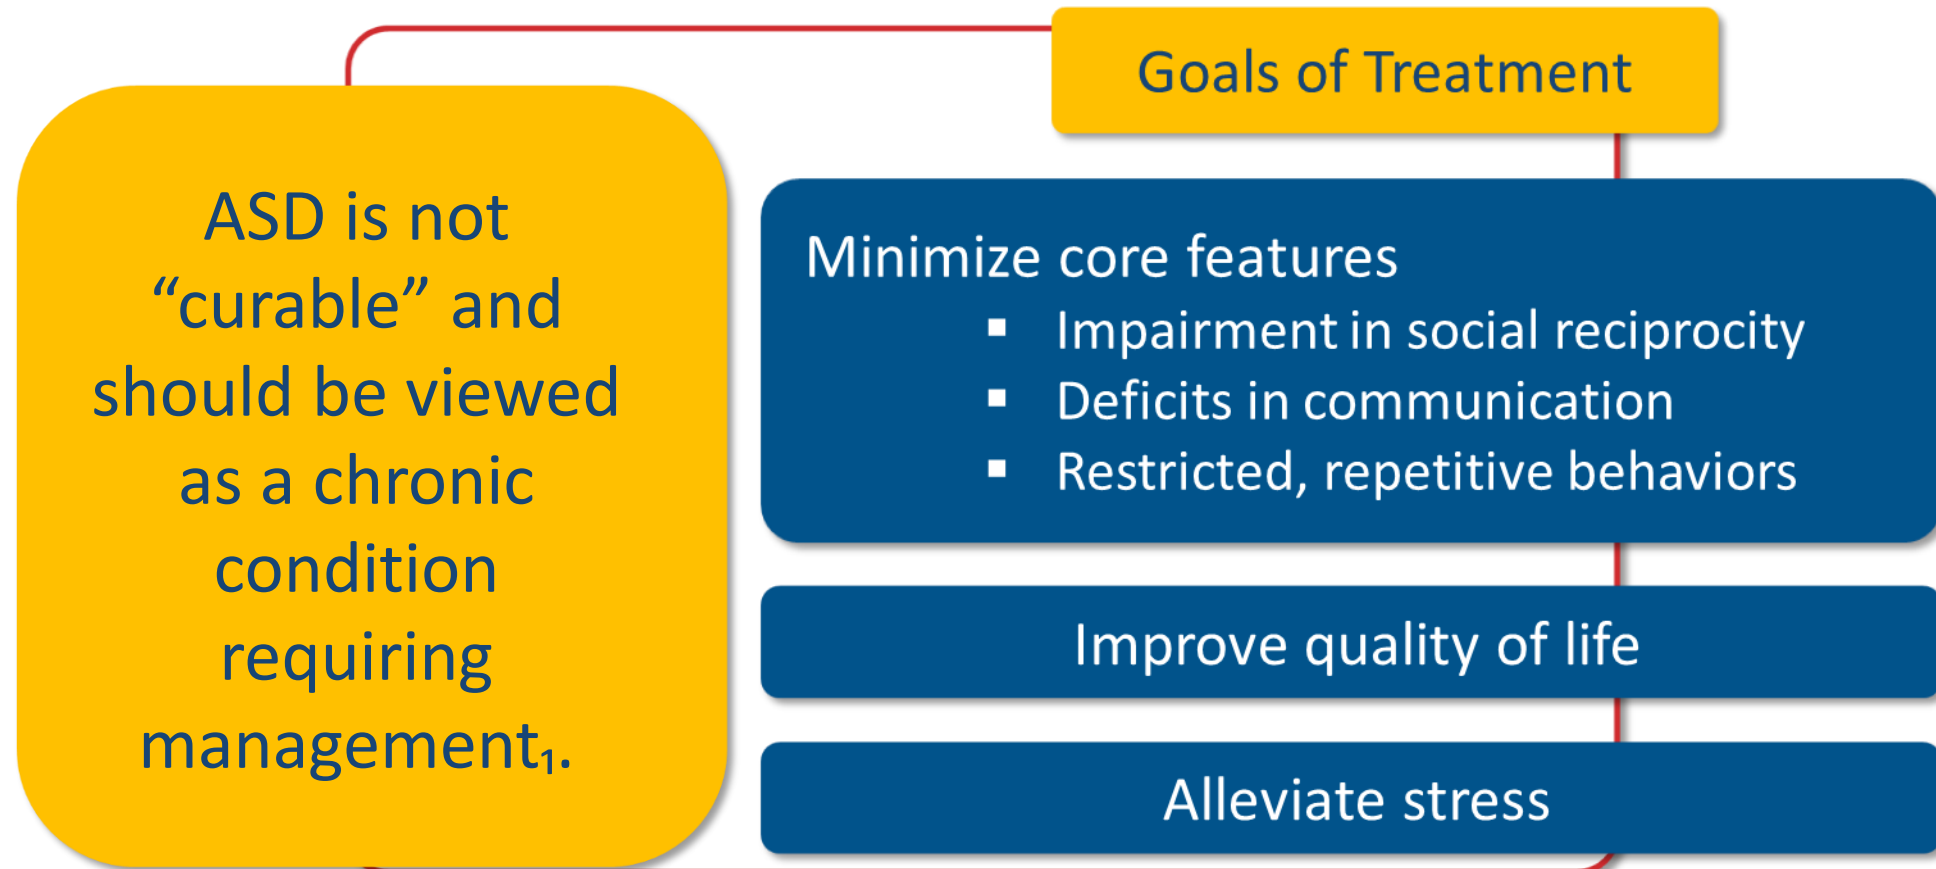 ASD is not
“curable” and
should be viewed
as a chronic
condition
requiring
management₁.
Goals of Treatment
Minimize core features
▪ Impairment in social reciprocity
▪ Deficits in communication
▪ Restricted, repetitive behaviors
Improve quality of life
Alleviate stress